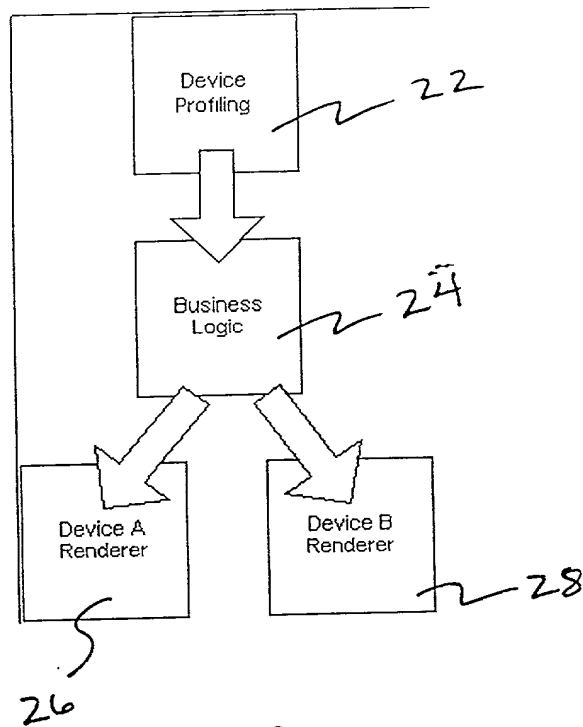 Device
Profiling
22
Business
Logic
24
Device A
Renderer
Device B
Renderer
28
26